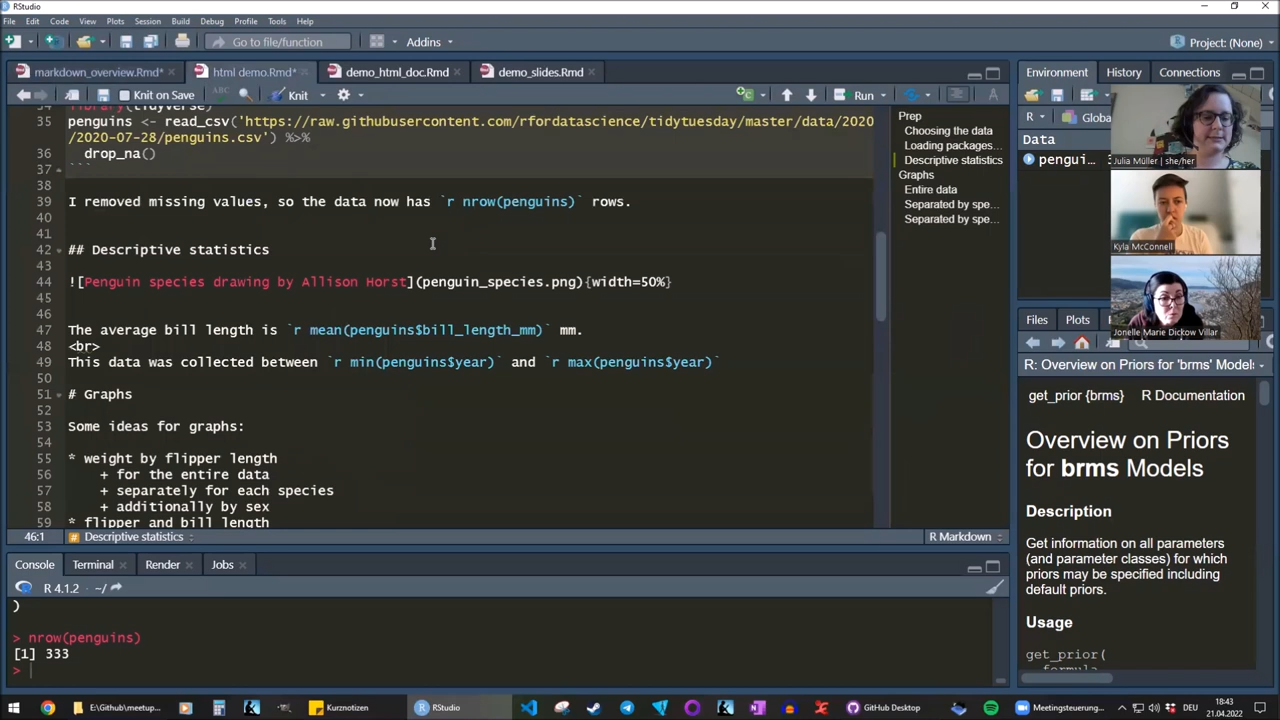 RStudio
File Edit Code View Plots Session Build Debug Profile Tools Help
Go to file/function Addins Project: (None)
markdown_overview.Rmd* html demo.Rmd* demo_html_doc.Rmd demo_slides.Rmd
Knit on Save Knit Run
34 library(tidyverse)
35 penguins <- read_csv('https://raw.githubusercontent.com/rfordatascience/tidytuesday/master/data/2020
/2020-07-28/penguins.csv') %>%
36 drop_na()
37 ```
38
39 I removed missing values, so the data now has `r nrow(penguins)` rows.
40
41
42 ## Descriptive statistics
43
44 ![Penguin species drawing by Allison Horst](penguin_species.png){width=50%}
45
46
47 The average bill length is `r mean(penguins$bill_length_mm)` mm.
48 <br>
49 This data was collected between `r min(penguins$year)` and `r max(penguins$year)`
50
51 # Graphs
52
53 Some ideas for graphs:
54
55 * weight by flipper length
56 + for the entire data
57 + separately for each species
58 + additionally by sex
59 * flipper and bill length
46:1 Descriptive statistics R Markdown
Prep
Choosing the data
Loading packages...
Descriptive statistics
Graphs
Entire data
Separated by spe...
Separated by spe...
Console Terminal Render Jobs
R 4.1.2 · ~/
)
> nrow(penguins)
[1] 333
>
Environment History Connections
R Globa
Data
pengui...
Julia Müller | she/her
Kyla McConnell
Jonelle Marie Dickow Villar
Files Plots
R: Overview on Priors for 'brms' Models
get_prior {brms} R Documentation
Overview on Priors
for brms Models
Description
Get information on all parameters
(and parameter classes) for which
priors may be specified including
default priors.
Usage
get_prior(
formula
E:\Github\meetup... Kurznotizen RStudio GitHub Desktop Meetingsteuerung... DEU 18:43
21.04.2022